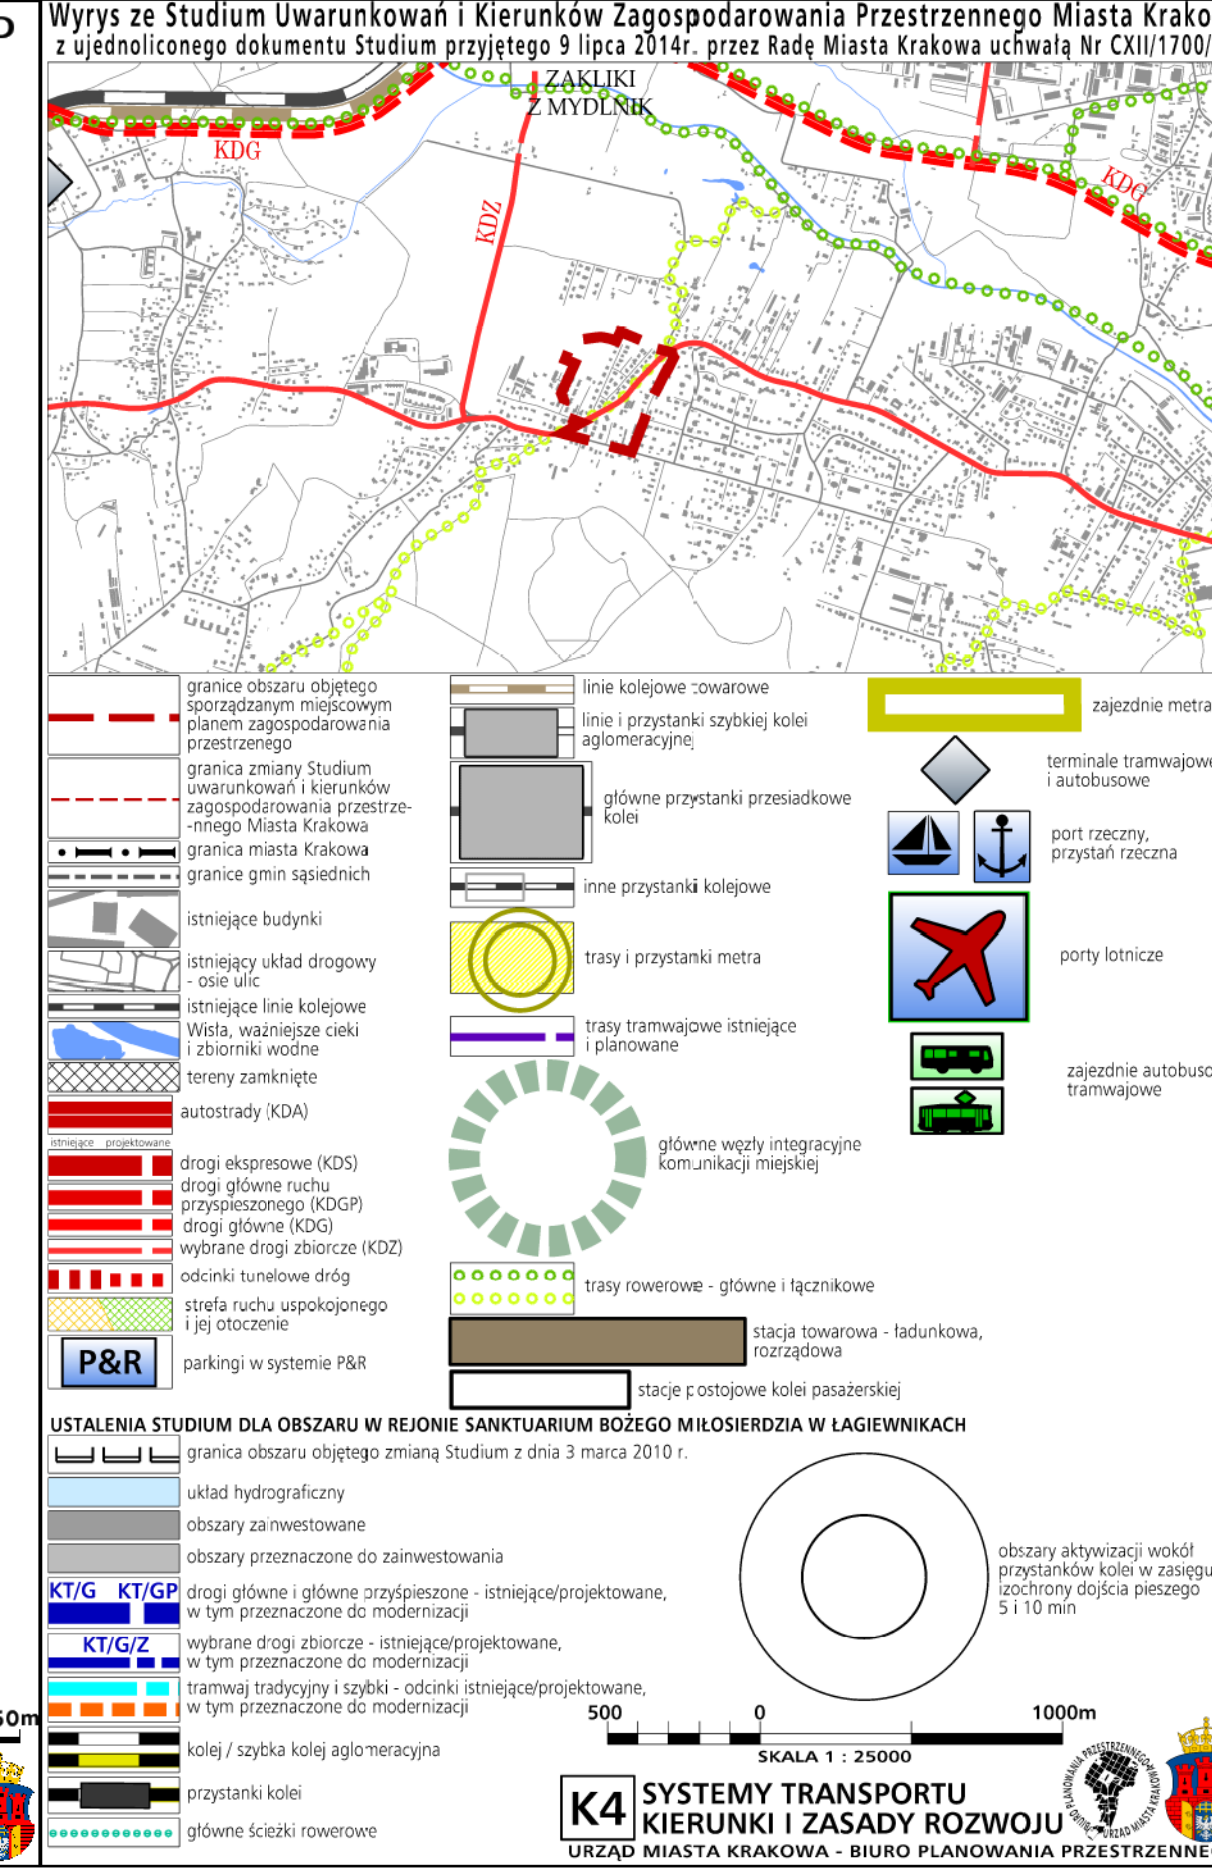 Wyrys ze Studium Uwarunkowań i Kierunków Zagospodarowania Przestrzennego Miasta Krako
z ujednoliconego dokumentu Studium przyjętego 9 lipca 2014r. przez Radę Miasta Krakowa uchwałą Nr CXII/1700/
ZAKLIKI
Z MYDLNIK
KDG
KDZ
KDG
granice obszaru objętego
sporządzanym miejscowym
planem zagospodarowania
przestrzenego
granica zmiany Studium
uwarunkowań i kierunków
zagospodarowania przestrze-
-nnego Miasta Krakowa
granica miasta Krakowa
granice gmin sąsiednich
istniejące budynki
istniejący układ drogowy
- osie ulic
istniejące linie kolejowe
Wisła, ważniejsze cieki
i zbiorniki wodne
tereny zamknięte
autostrady (KDA)
istniejące projektowane
drogi ekspresowe (KDS)
drogi główne ruchu
przyspieszonego (KDGP)
drogi główne (KDG)
wybrane drogi zbiorcze (KDZ)
odcinki tunelowe dróg
strefa ruchu uspokojonego
i jej otoczenie
P&R
parkingi w systemie P&R
linie kolejowe towarowe
linie i przystanki szybkiej kolei
aglomeracyjnej
główne przystanki przesiadkowe
kolei
inne przystanki kolejowe
trasy i przystanki metra
trasy tramwajowe istniejące
i planowane
główne węzły integracyjne
komunikacji miejskiej
trasy rowerowe - główne i łącznikowe
stacja towarowa - ładunkowa,
rozrządowa
stacje postojowe kolei pasażerskiej
zajezdnie metra
terminale tramwajowe
i autobusowe
port rzeczny,
przystań rzeczna
porty lotnicze
zajezdnie autobuso
tramwajowe
USTALENIA STUDIUM DLA OBSZARU W REJONIE SANKTUARIUM BOŻEGO MIŁOSIERDZIA W ŁAGIEWNIKACH
granica obszaru objętego zmianą Studium z dnia 3 marca 2010 r.
układ hydrograficzny
obszary zainwestowane
obszary przeznaczone do zainwestowania
KT/G KT/GP
drogi główne i główne przyśpieszone - istniejące/projektowane,
w tym przeznaczone do modernizacji
KT/G/Z
wybrane drogi zbiorcze - istniejące/projektowane,
w tym przeznaczone do modernizacji
tramwaj tradycyjny i szybki - odcinki istniejące/projektowane,
w tym przeznaczone do modernizacji
kolej / szybka kolej aglomeracyjna
przystanki kolei
główne ścieżki rowerowe
obszary aktywizacji wokół
przystanków kolei w zasięgu
izochrony dojścia pieszego
5 i 10 min
50m
500 0 1000m
SKALA 1 : 25000
K4
SYSTEMY TRANSPORTU
KIERUNKI I ZASADY ROZWOJU
URZĄD MIASTA KRAKOWA - BIURO PLANOWANIA PRZESTRZENNEG